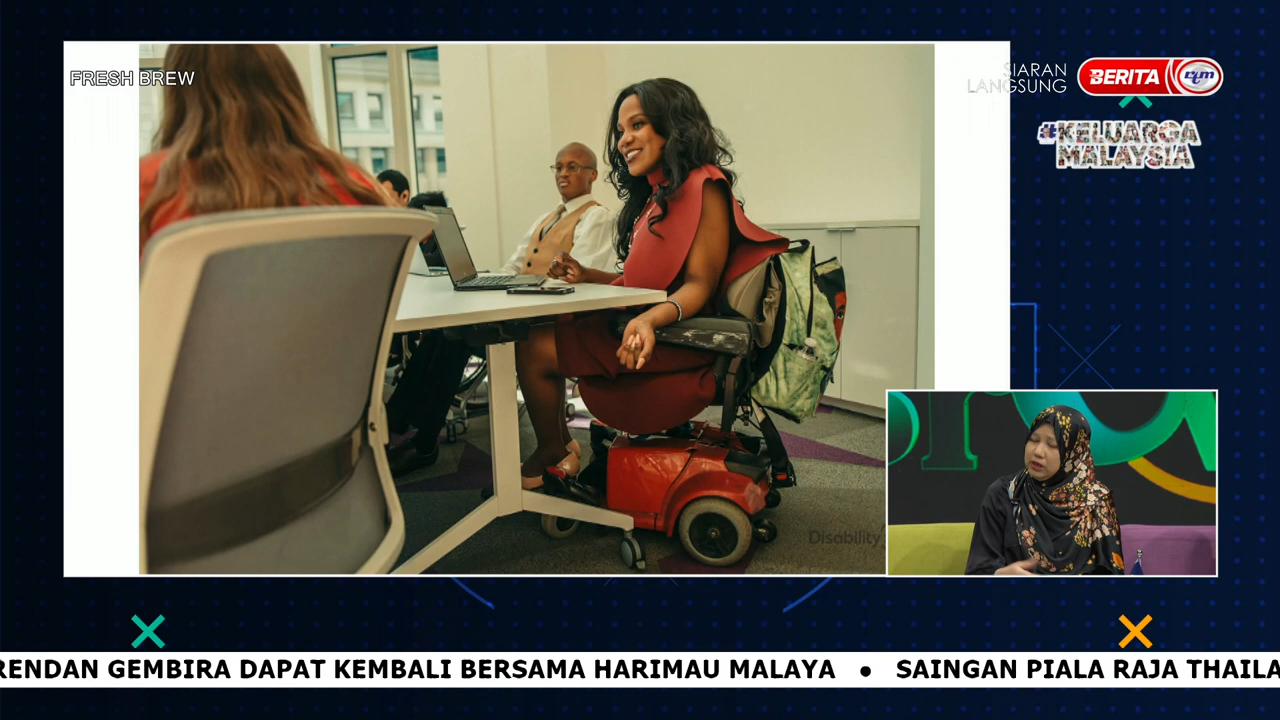 FRESH BREW
SIARAN
LANGSUNG
BERITA rtm
#KELUARGA
MALAYSIA
Disability
RENDAN GEMBIRA DAPAT KEMBALI BERSAMA HARIMAU MALAYA • SAINGAN PIALA RAJA THAILA